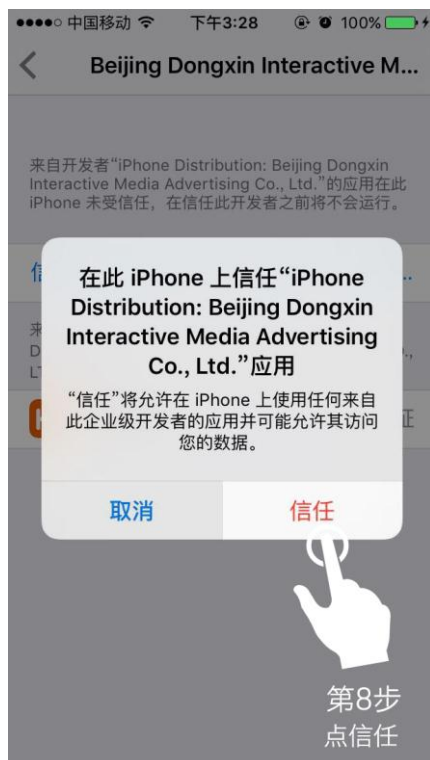 中国移动 下午3:28 100%
Beijing Dongxin Interactive M...
来自开发者“iPhone Distribution: Beijing Dongxin
Interactive Media Advertising Co., Ltd.”的应用在此
iPhone 未受信任，在信任此开发者之前将不会运行。
在此 iPhone 上信任“iPhone
Distribution: Beijing Dongxin
Interactive Media Advertising
Co., Ltd.”应用
“信任”将允许在 iPhone 上使用任何来自
此企业级开发者的应用并可能允许其访问
您的数据。
取消 信任
第8步
点信任